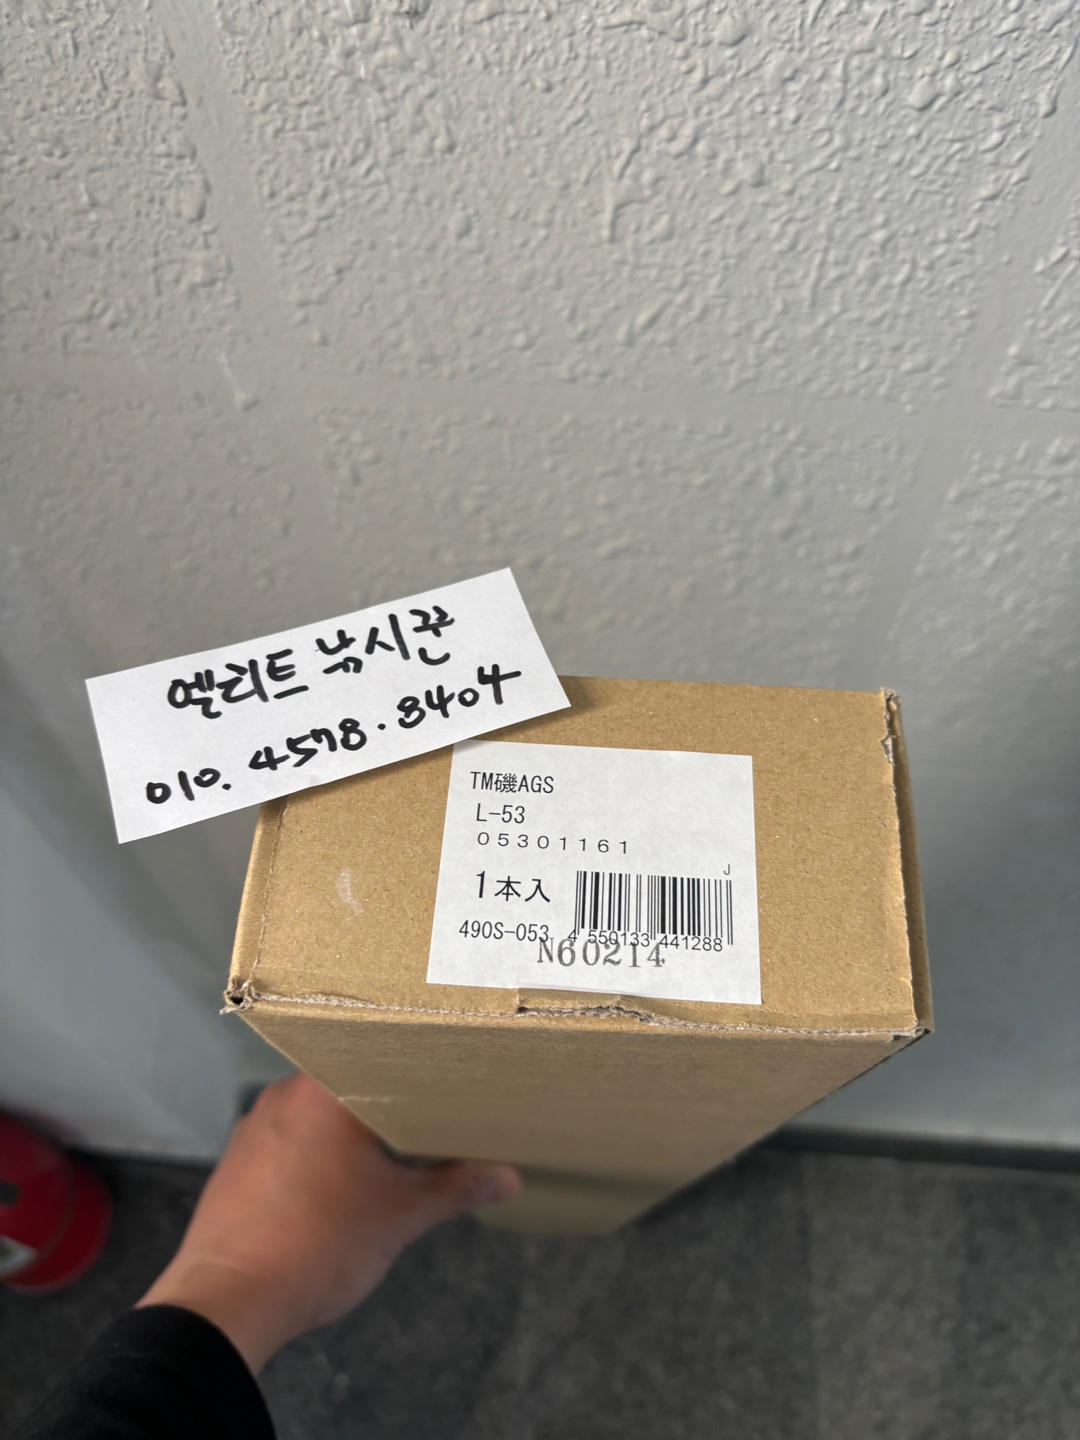 엘리트 낚시꾼
010. 4578. 8404
TM磯AGS
L-53
05301161
J
1本入
490S-053
4 550133 441288
N60214